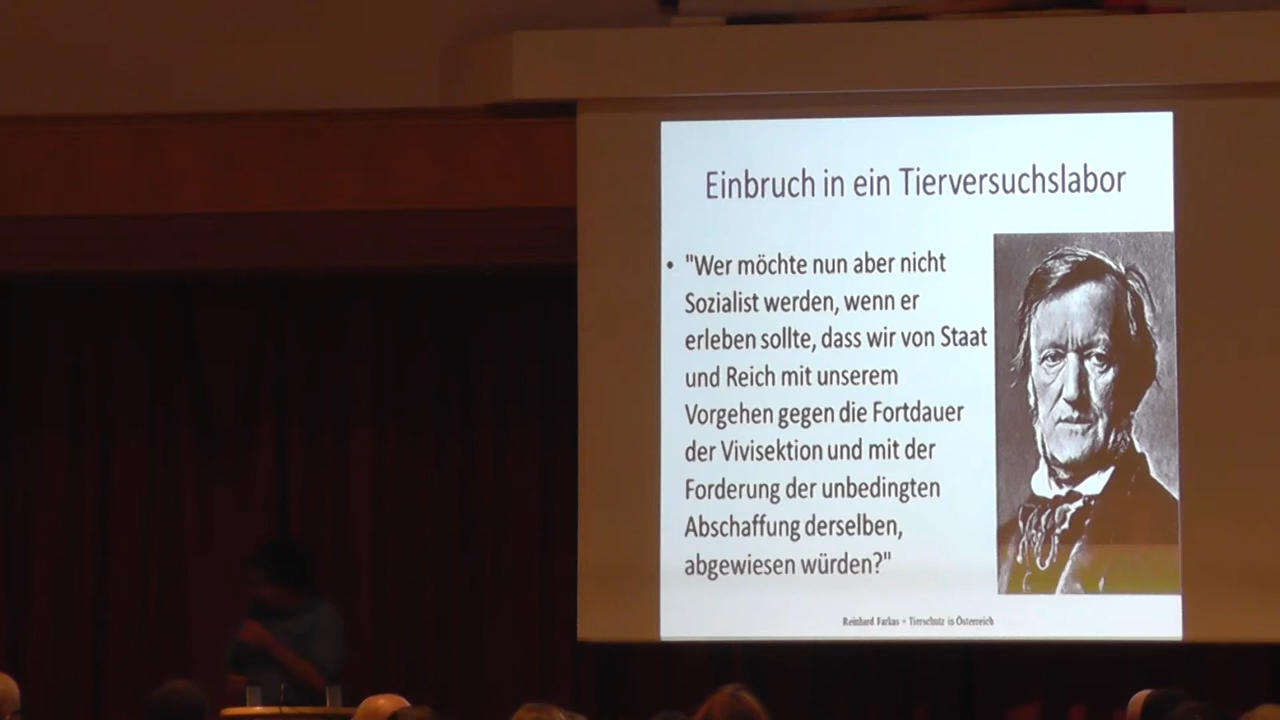 Einbruch in ein Tierversuchslabor
• "Wer möchte nun aber nicht
Sozialist werden, wenn er
erleben sollte, dass wir von Staat
und Reich mit unserem
Vorgehen gegen die Fortdauer
der Vivisektion und mit der
Forderung der unbedingten
Abschaffung derselben,
abgewiesen würden?"
Reinhard Farkas - Tierschutz in Österreich